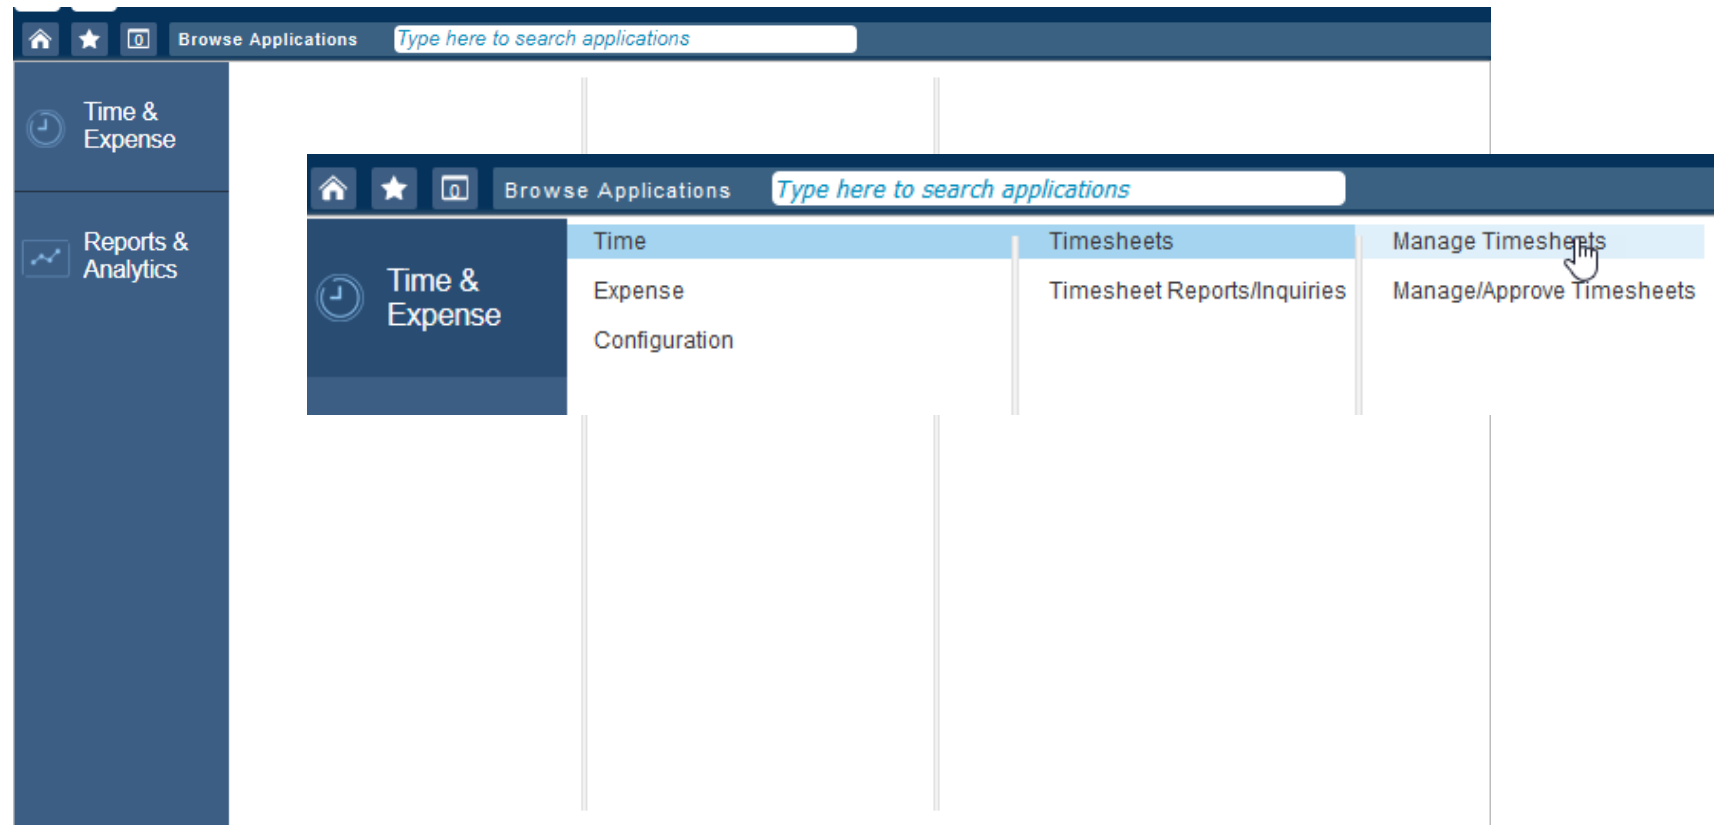 Browse Applications Type here to search applications
Time &
Expense
Reports &
Analytics
Browse Applications Type here to search applications
Time &
Expense
Time Timesheets Manage Timesheets
Expense Timesheet Reports/Inquiries Manage/Approve Timesheets
Configuration